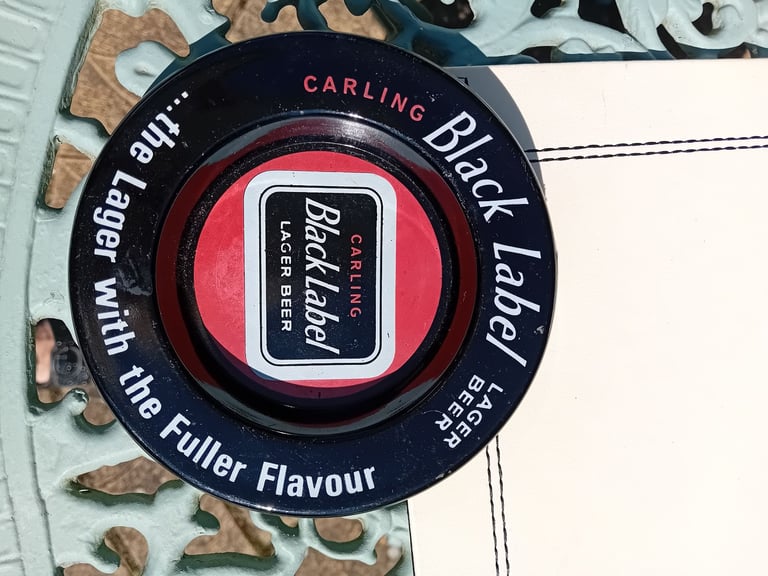 CARLING
Black Label
LAGER
BEER
...the Lager with the Fuller Flavour
CARLING
Black Label
LAGER BEER